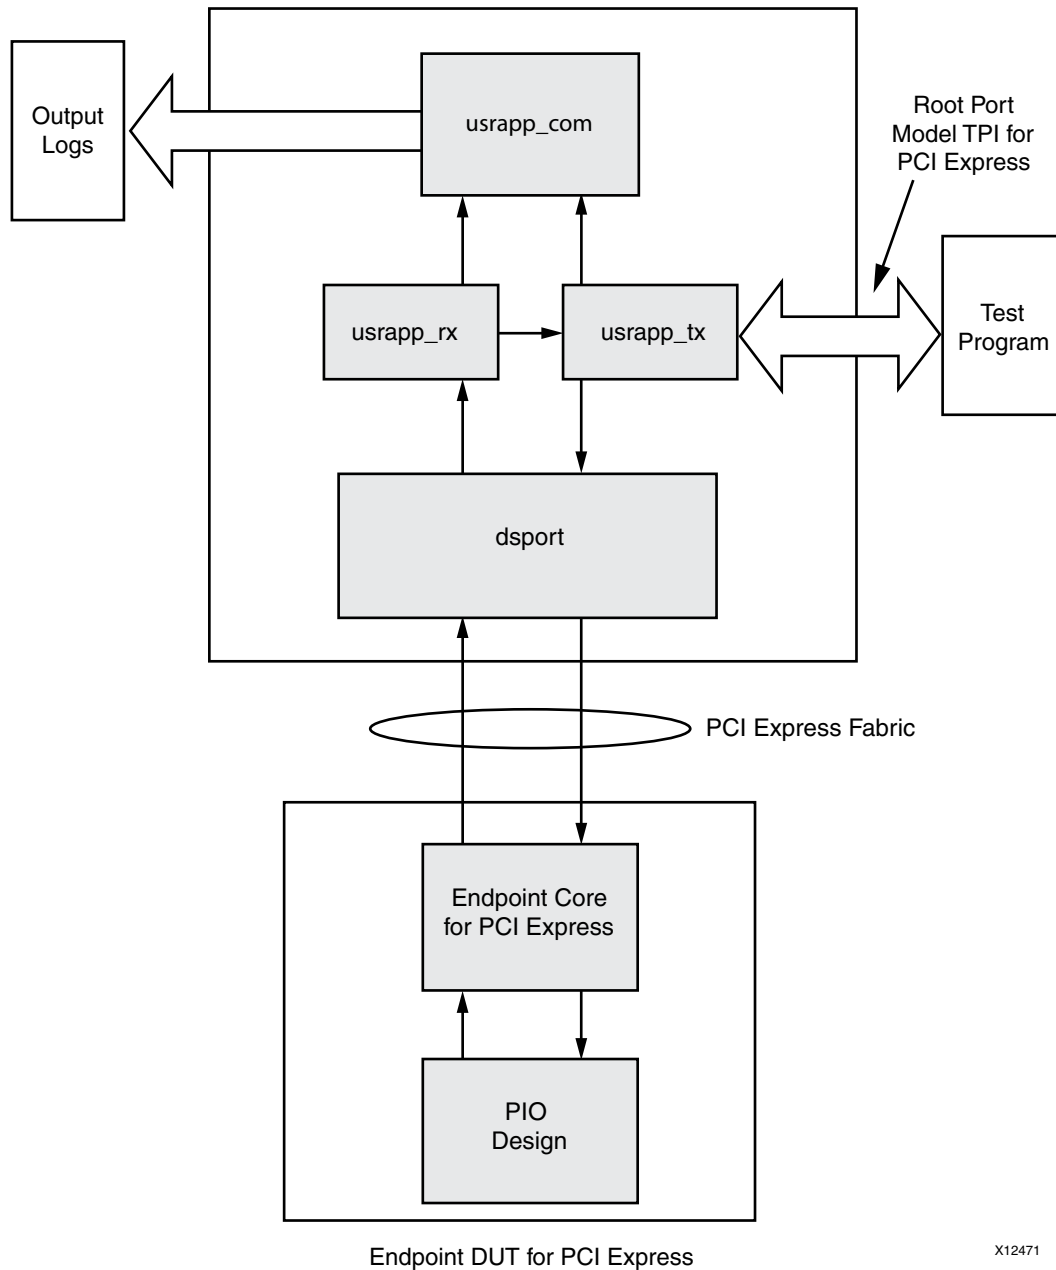 Output
Logs
usrapp_com
Root Port
Model TPI for
PCI Express
usrapp_rx
usrapp_tx
Test
Program
dsport
PCI Express Fabric
Endpoint Core
for PCI Express
PIO
Design
Endpoint DUT for PCI Express
X12471